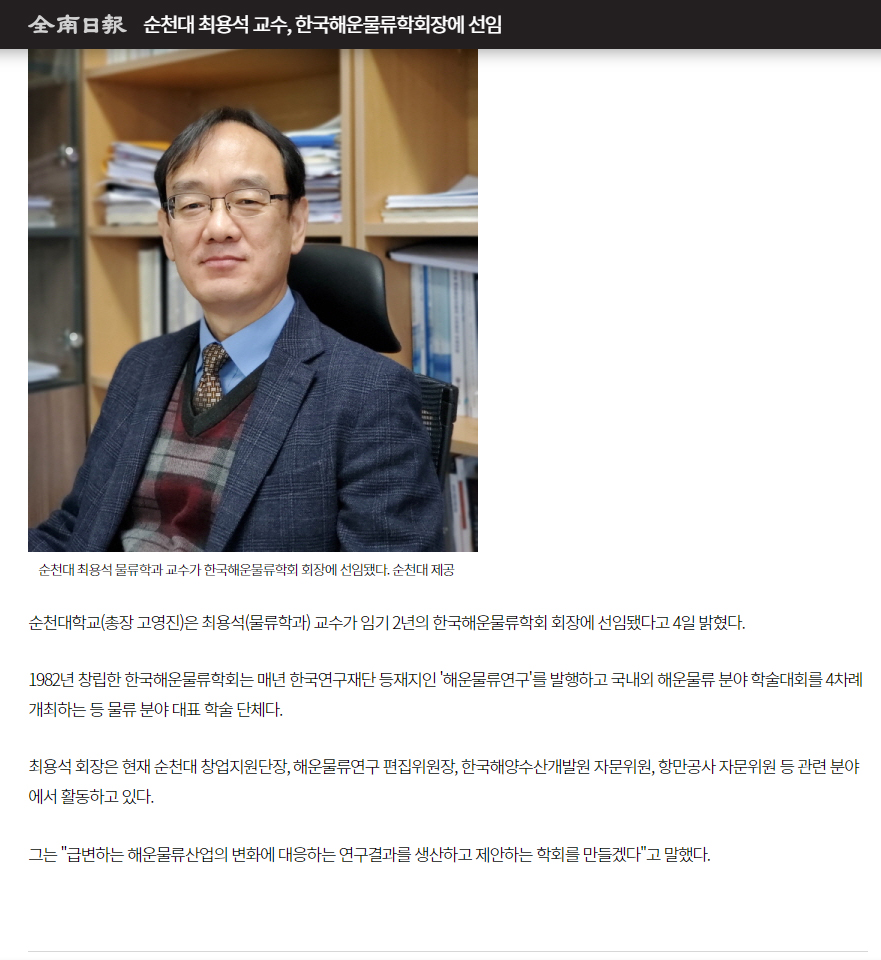 全南日報 순천대 최용석 교수, 한국해운물류학회장에 선임
순천대 최용석 물류학과 교수가 한국해운물류학회 회장에 선임됐다. 순천대 제공
순천대학교(총장 고영진)은 최용석(물류학과) 교수가 임기 2년의 한국해운물류학회 회장에 선임됐다고 4일 밝혔다.
1982년 창립한 한국해운물류학회는 매년 한국연구재단 등재지인 '해운물류연구'를 발행하고 국내외 해운물류 분야 학술대회를 4차례
개최하는 등 물류 분야 대표 학술 단체다.
최용석 회장은 현재 순천대 창업지원단장, 해운물류연구 편집위원장, 한국해양수산개발원 자문위원, 항만공사 자문위원 등 관련 분야
에서 활동하고 있다.
그는 "급변하는 해운물류산업의 변화에 대응하는 연구결과를 생산하고 제안하는 학회를 만들겠다"고 말했다.